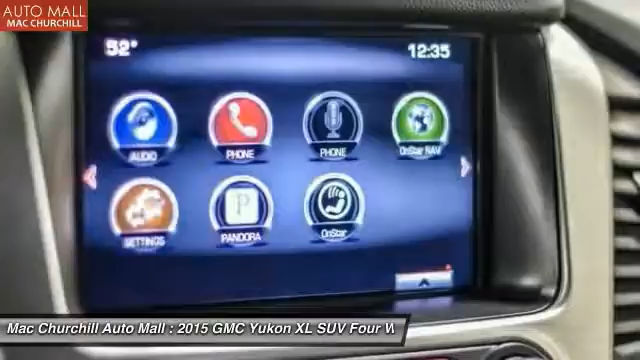 AUTO MALL
MAC CHURCHILL
52°
12:35
AUDIO
PHONE
PHONE
OnStar NAV
SETTINGS
PANDORA
OnStar
Mac Churchill Auto Mall : 2015 GMC Yukon XL SUV Four W